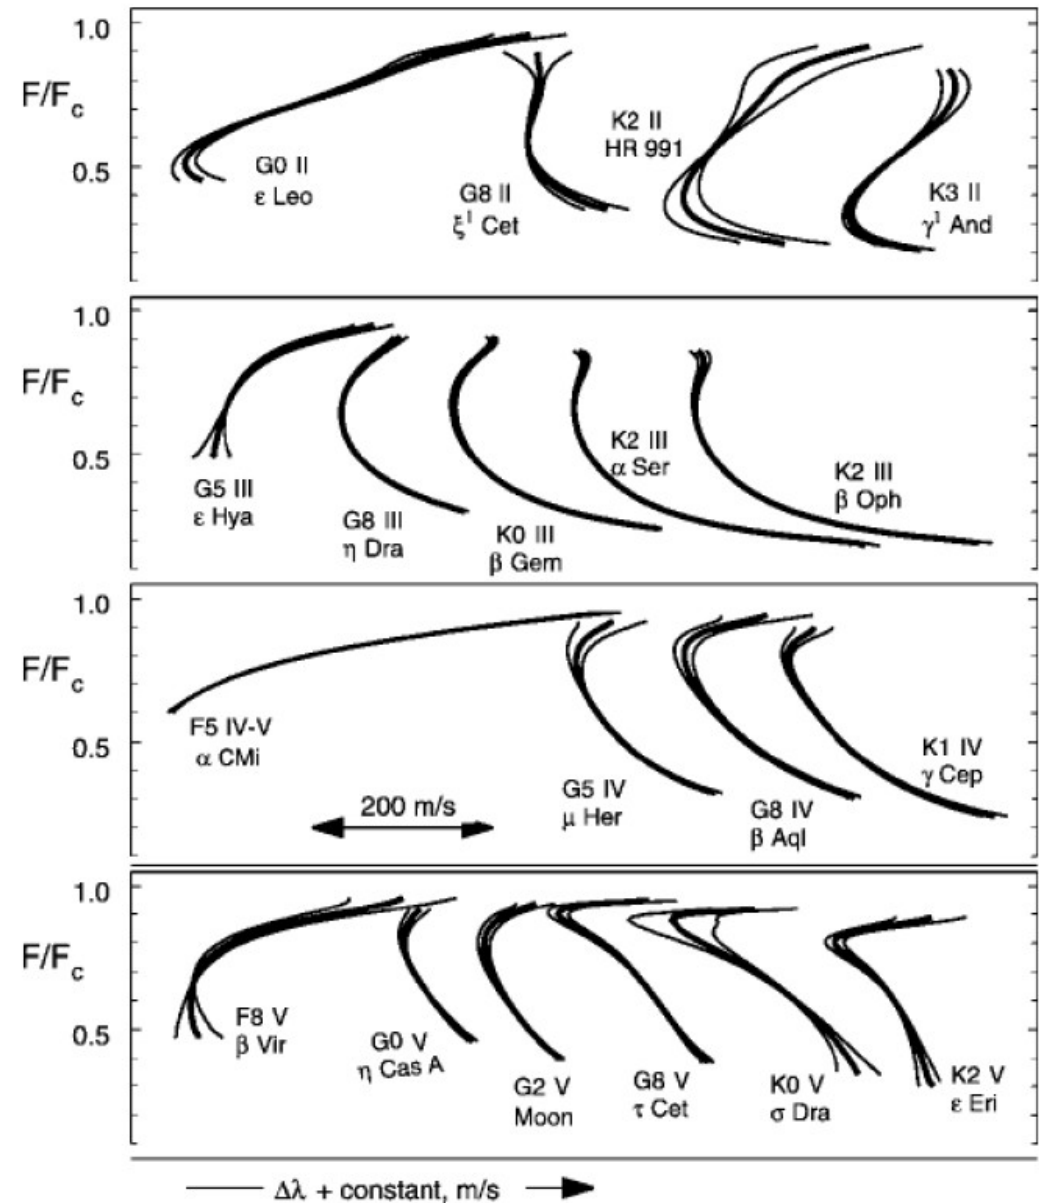 1.0
F/Fc
0.5
G0 II
ε Leo
G8 II
ξ¹ Cet
K2 II
HR 991
K3 II
γ¹ And
1.0
F/Fc
0.5
G5 III
ε Hya
G8 III
η Dra
K0 III
β Gem
K2 III
α Ser
K2 III
β Oph
1.0
F/Fc
0.5
F5 IV-V
α CMi
200 m/s
G5 IV
μ Her
G8 IV
β Aql
K1 IV
γ Cep
1.0
F/Fc
0.5
F8 V
β Vir
G0 V
η Cas A
G2 V
Moon
G8 V
τ Cet
K0 V
σ Dra
K2 V
ε Eri
Δλ + constant, m/s